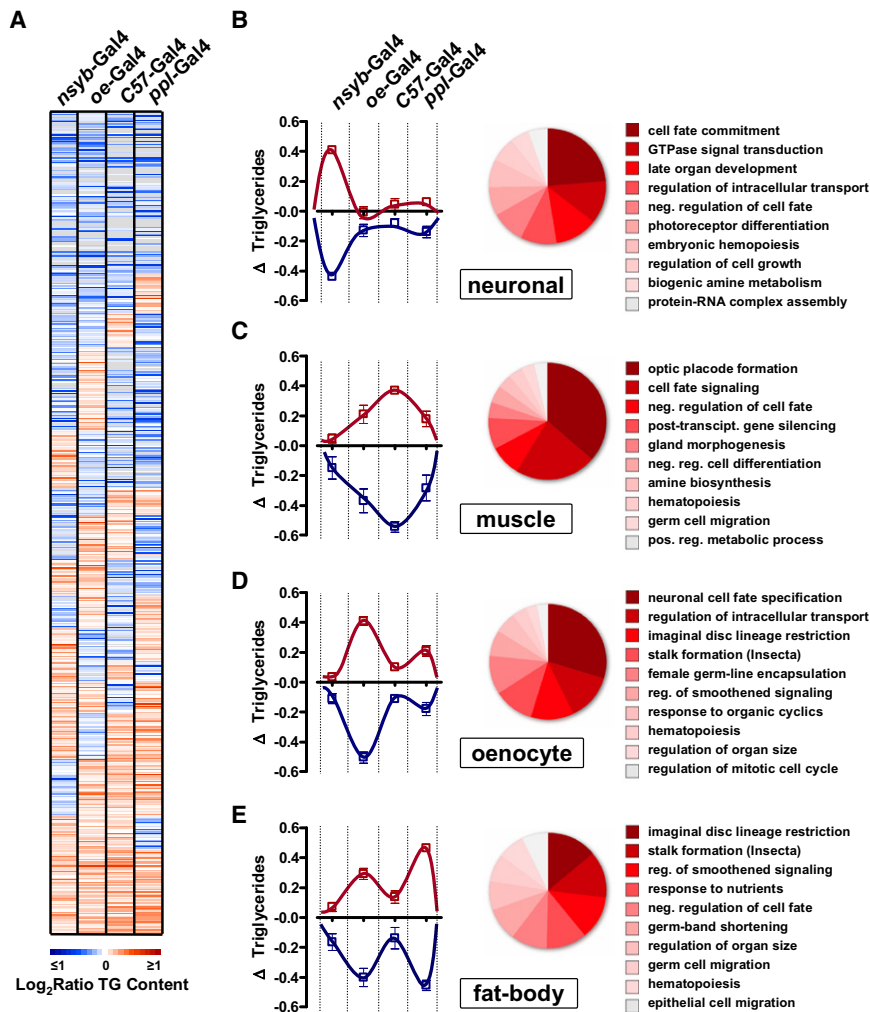 A
nsyb-Gal4
oe-Gal4
C57-Gal4
ppl-Gal4
≤1
0
≥1
Log2Ratio TG Content
B
nsyb-Gal4
oe-Gal4
C57-Gal4
ppl-Gal4
Δ Triglycerides
0.6
0.4
0.2
-0.0
-0.2
-0.4
-0.6
neuronal
cell fate commitment
GTPase signal transduction
late organ development
regulation of intracellular transport
neg. regulation of cell fate
photoreceptor differentiation
embryonic hemopoiesis
regulation of cell growth
biogenic amine metabolism
protein-RNA complex assembly
C
Δ Triglycerides
0.6
0.4
0.2
-0.0
-0.2
-0.4
-0.6
muscle
optic placode formation
cell fate signaling
neg. regulation of cell fate
post-transcipt. gene silencing
gland morphogenesis
neg. reg. cell differentiation
amine biosynthesis
hematopoiesis
germ cell migration
pos. reg. metabolic process
D
Δ Triglycerides
0.6
0.4
0.2
-0.0
-0.2
-0.4
-0.6
oenocyte
neuronal cell fate specification
regulation of intracellular transport
imaginal disc lineage restriction
stalk formation (Insecta)
female germ-line encapsulation
reg. of smoothened signaling
response to organic cyclics
hematopoiesis
regulation of organ size
regulation of mitotic cell cycle
E
Δ Triglycerides
0.6
0.4
0.2
-0.0
-0.2
-0.4
-0.6
fat-body
imaginal disc lineage restriction
stalk formation (Insecta)
reg. of smoothened signaling
response to nutrients
neg. regulation of cell fate
germ-band shortening
regulation of organ size
germ cell migration
hematopoiesis
epithelial cell migration